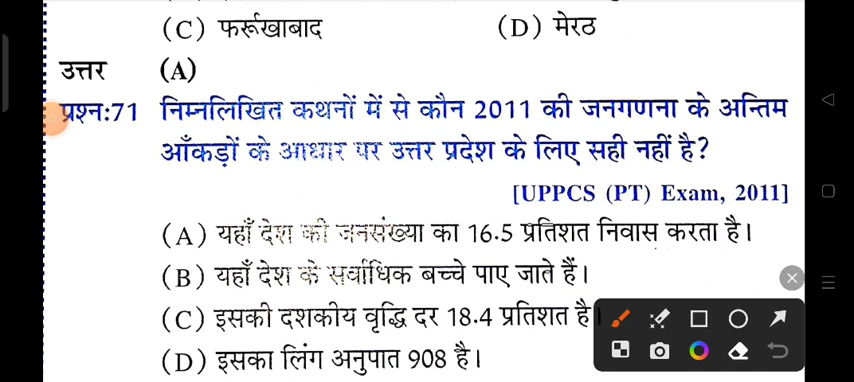 (C) फर्रूखाबाद (D) मेरठ
उत्तर (A)
प्रश्न:71 निम्नलिखित कथनों में से कौन 2011 की जनगणना के अन्तिम
आँकड़ों के आधार पर उत्तर प्रदेश के लिए सही नहीं है?
[UPPCS (PT) Exam, 2011]
(A) यहाँ देश की जनसंख्या का 16.5 प्रतिशत निवास करता है।
(B) यहाँ देश के सर्वाधिक बच्चे पाए जाते हैं।
(C) इसकी दशकीय वृद्धि दर 18.4 प्रतिशत है
(D) इसका लिंग अनुपात 908 है।